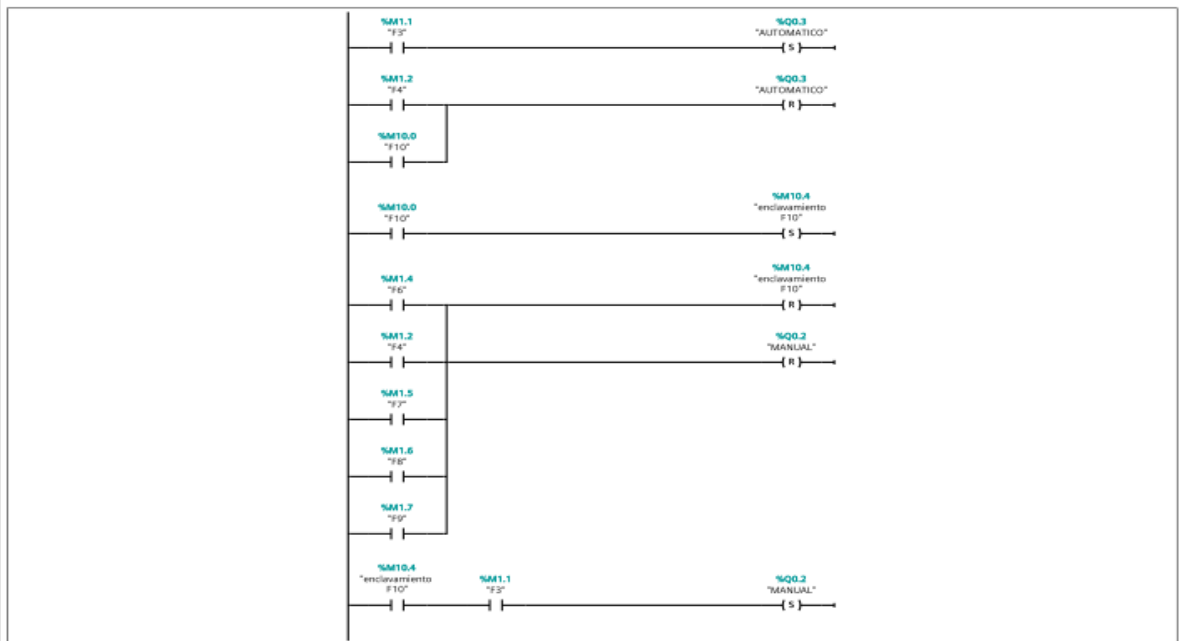 %M1.1 %Q0.3
"F3" "AUTOMATICO"
S
%M1.2 %Q0.3
"F4" "AUTOMATICO"
R
%M10.0
"F10"
%M10.4
%M10.0 "enclavamiento
"F10" F10"
S
%M10.4
%M1.4 "enclavamiento
"F6" F10"
R
%M1.2 %Q0.2
"F4" "MANUAL"
R
%M1.5
"F7"
%M1.6
"F8"
%M1.7
"F9"
%M10.4
"enclavamiento %M1.1 %Q0.2
F10" "F3" "MANUAL"
S